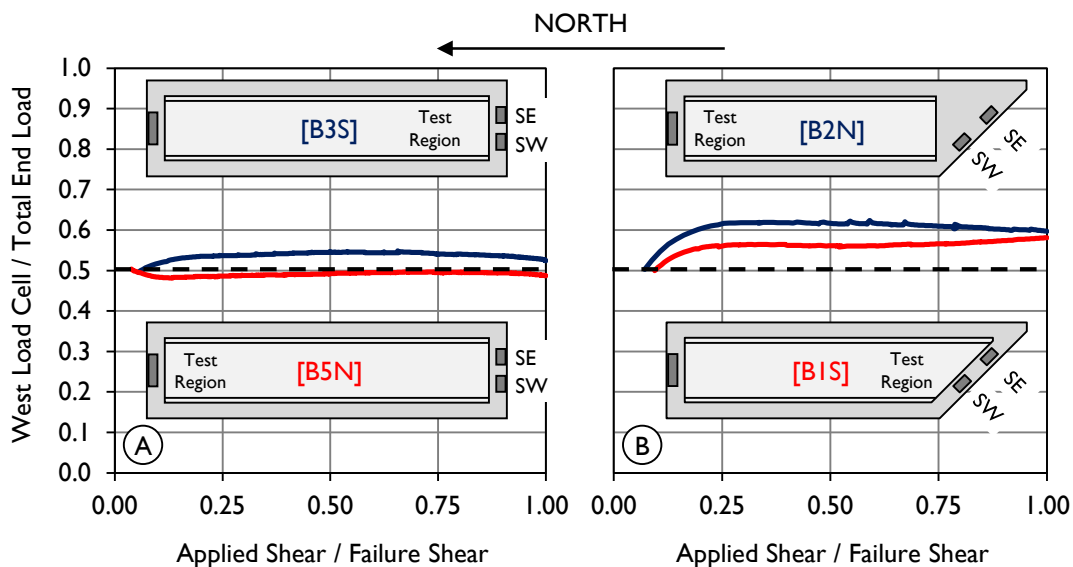 NORTH
West Load Cell / Total End Load
1.0
0.9
0.8
0.7
0.6
0.5
0.4
0.3
0.2
0.1
0.0
[B3S]
Test
Region
SE
SW
Test
Region
[B5N]
SE
SW
A
0.00 0.25 0.50 0.75 1.00
Applied Shear / Failure Shear
Test
Region
[B2N]
SE
SW
[B1S]
Test
Region
SE
SW
B
0.00 0.25 0.50 0.75 1.00
Applied Shear / Failure Shear